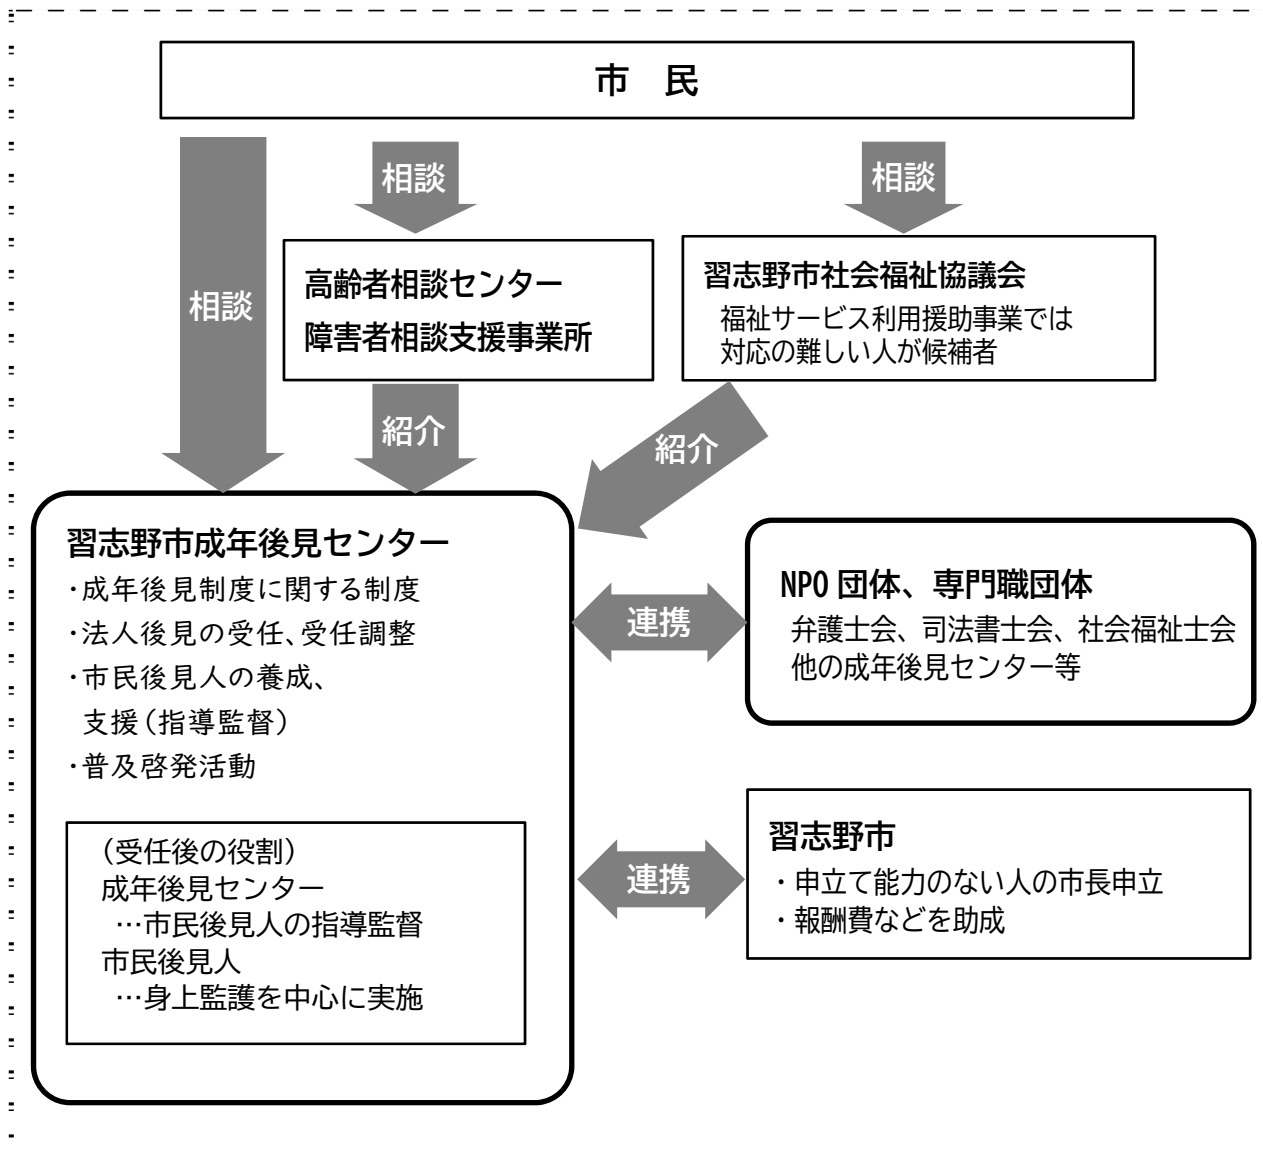 市　民
相談
相談
相談
高齢者相談センター
障害者相談支援事業所
習志野市社会福祉協議会
福祉サービス利用援助事業では
対応の難しい人が候補者
紹介
紹介
習志野市成年後見センター
・成年後見制度に関する制度
・法人後見の受任、受任調整
・市民後見人の養成、
支援（指導監督）
・普及啓発活動
（受任後の役割）
成年後見センター
…市民後見人の指導監督
市民後見人
…身上監護を中心に実施
連携
NPO 団体、専門職団体
弁護士会、司法書士会、社会福祉士会
他の成年後見センター等
連携
習志野市
・申立て能力のない人の市長申立
・報酬費などを助成